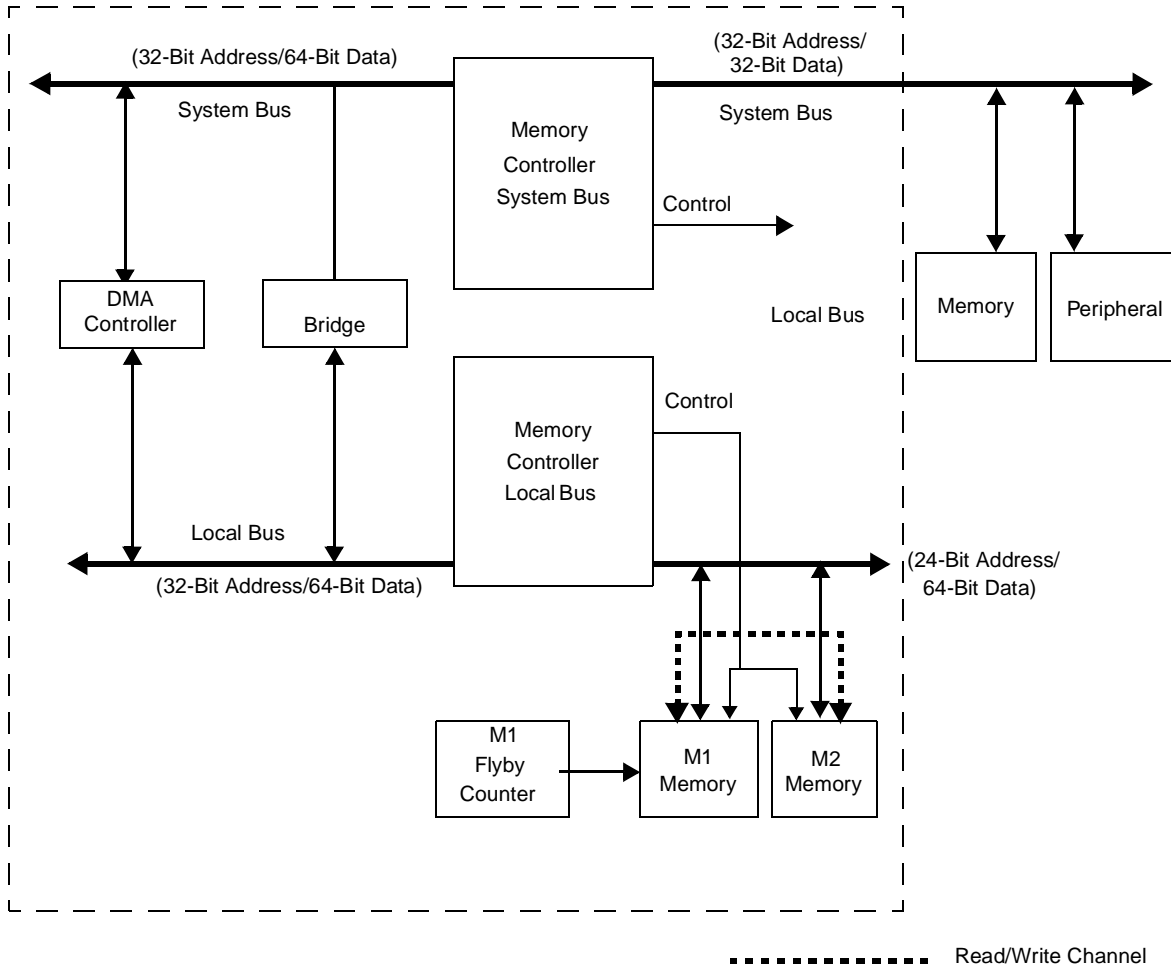 (32-Bit Address/64-Bit Data)
System Bus
(32-Bit Address/
32-Bit Data)
System Bus
Memory
Controller
System Bus
Control
DMA
Controller
Bridge
Local Bus
Memory
Peripheral
Memory
Controller
Local Bus
Control
Local Bus
(32-Bit Address/64-Bit Data)
(24-Bit Address/
64-Bit Data)
M1
Flyby
Counter
M1
Memory
M2
Memory
Read/Write Channel